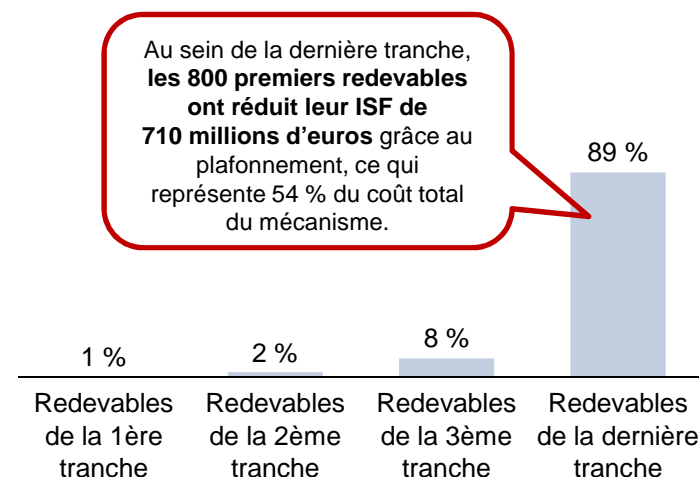 Au sein de la dernière tranche,
les 800 premiers redevables
ont réduit leur ISF de
710 millions d'euros grâce au
plafonnement, ce qui
représente 54 % du coût total
du mécanisme.
89 %
8 %
2 %
1 %
Redevables
de la 1ère
tranche
Redevables
de la 2ème
tranche
Redevables
de la 3ème
tranche
Redevables
de la dernière
tranche